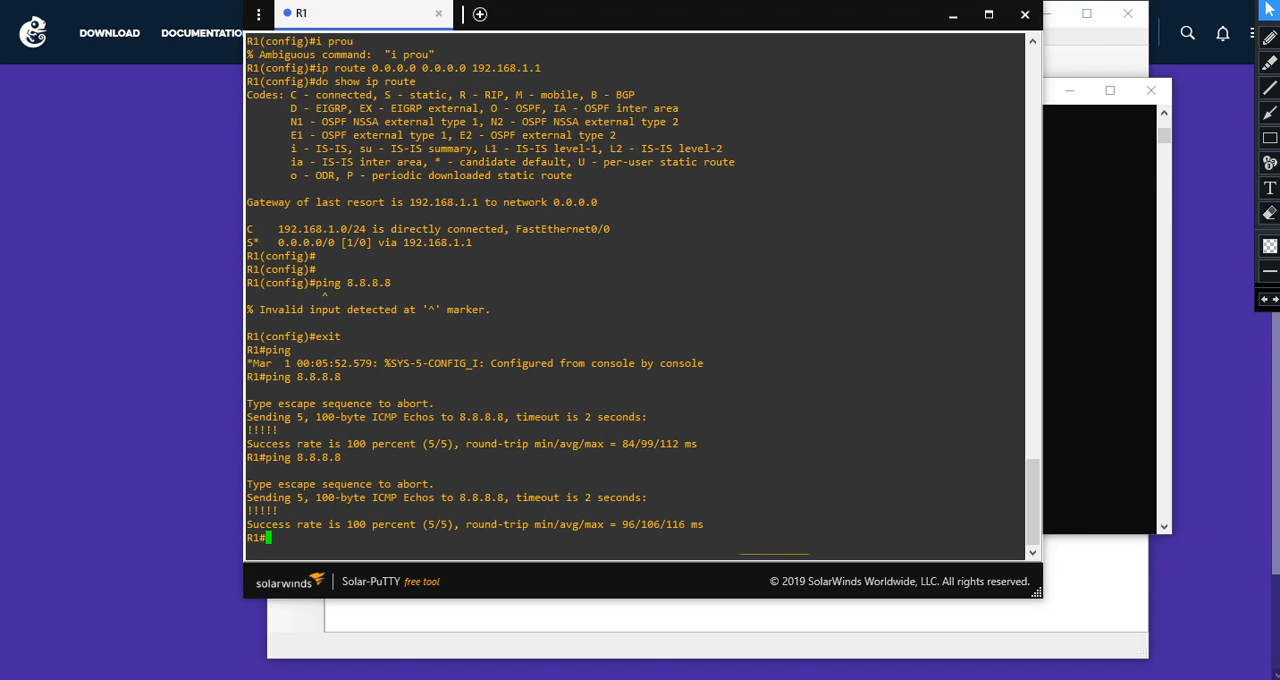 DOWNLOAD
R1
R1(config)#i prou
% Ambiguous command:  "i prou"
R1(config)#ip route 0.0.0.0 0.0.0.0 192.168.1.1
R1(config)#do show ip route
Codes: C - connected, S - static, R - RIP, M - mobile, B - BGP
       D - EIGRP, EX - EIGRP external, O - OSPF, IA - OSPF inter area
       N1 - OSPF NSSA external type 1, N2 - OSPF NSSA external type 2
       E1 - OSPF external type 1, E2 - OSPF external type 2
       i - IS-IS, su - IS-IS summary, L1 - IS-IS level-1, L2 - IS-IS level-2
       ia - IS-IS inter area, * - candidate default, U - per-user static route
       o - ODR, P - periodic downloaded static route
Gateway of last resort is 192.168.1.1 to network 0.0.0.0
C    192.168.1.0/24 is directly connected, FastEthernet0/0
S*   0.0.0.0/0 [1/0] via 192.168.1.1
R1(config)#
R1(config)#
R1(config)#ping 8.8.8.8
^
% Invalid input detected at '^' marker.
R1(config)#exit
R1#ping
*Mar  1 00:05:52.579: %SYS-5-CONFIG_I: Configured from console by console
R1#ping 8.8.8.8
Type escape sequence to abort.
Sending 5, 100-byte ICMP Echos to 8.8.8.8, timeout is 2 seconds:
!!!!!
Success rate is 100 percent (5/5), round-trip min/avg/max = 84/99/112 ms
R1#ping 8.8.8.8
Type escape sequence to abort.
Sending 5, 100-byte ICMP Echos to 8.8.8.8, timeout is 2 seconds:
!!!!!
Success rate is 100 percent (5/5), round-trip min/avg/max = 96/106/116 ms
R1#
solarwinds
Solar-PuTTY free tool
© 2019 SolarWinds Worldwide, LLC. All rights reserved.
T